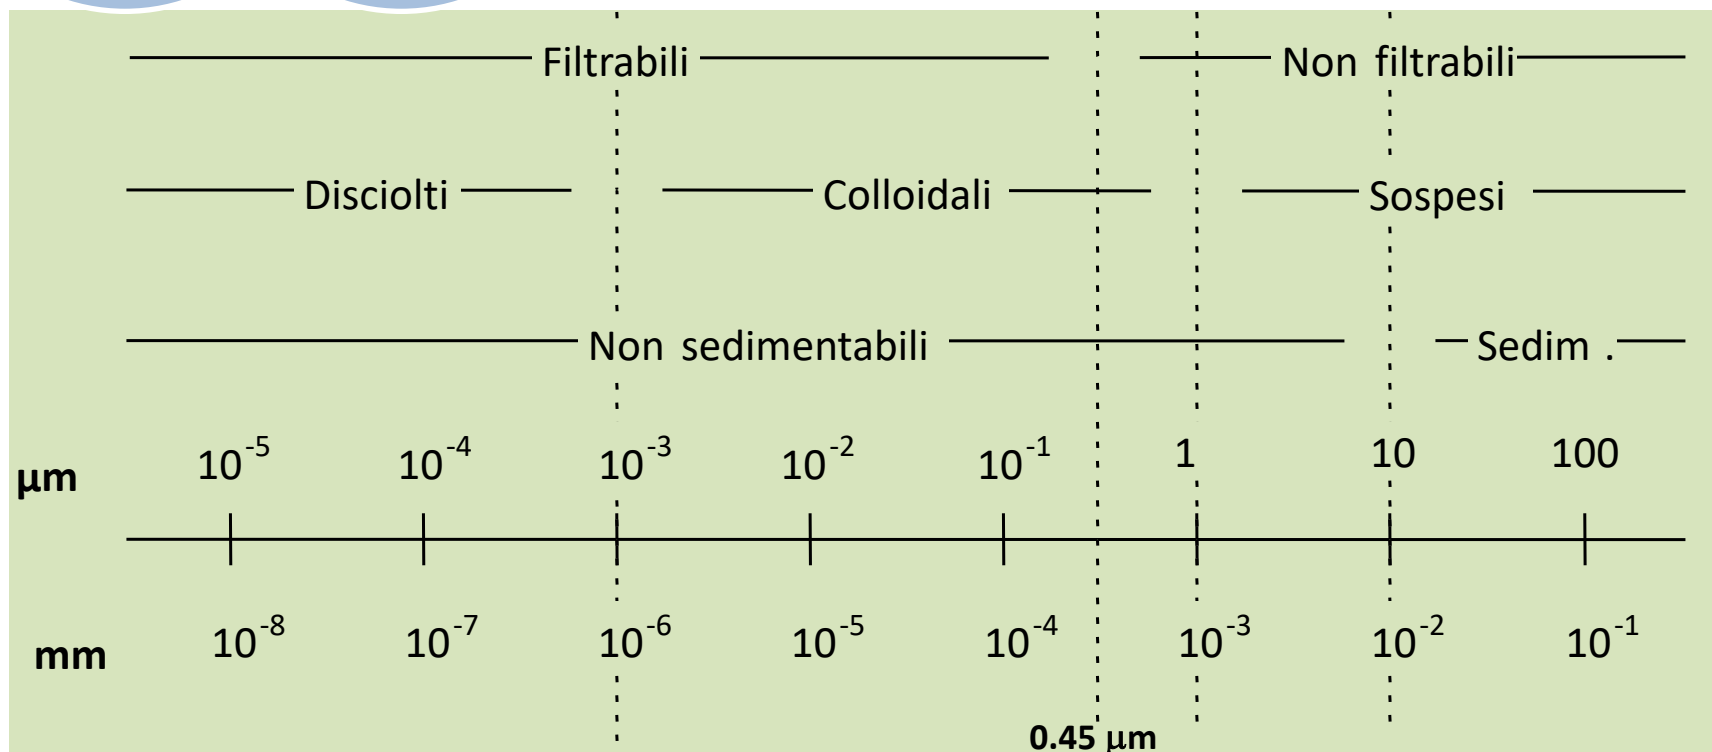 Filtrabili Non filtrabili
Disciolti Colloidali Sospesi
Non sedimentabili Sedim .
µm 10⁻⁵ 10⁻⁴ 10⁻³ 10⁻² 10⁻¹ 1 10 100
mm 10⁻⁸ 10⁻⁷ 10⁻⁶ 10⁻⁵ 10⁻⁴ 10⁻³ 10⁻² 10⁻¹
0.45 µm